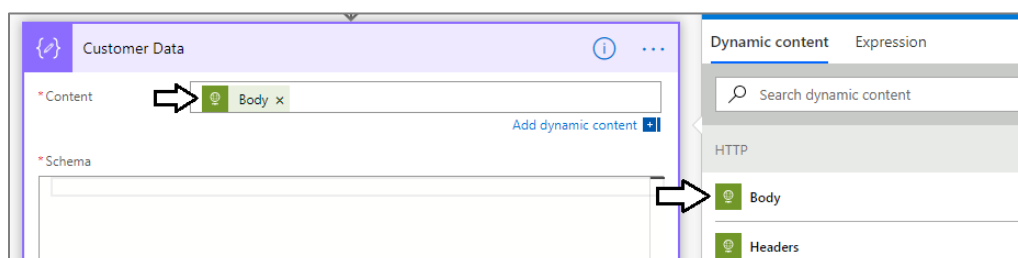 Customer Data
*Content
Body ×
Add dynamic content
*Schema
Dynamic content Expression
Search dynamic content
HTTP
Body
Headers